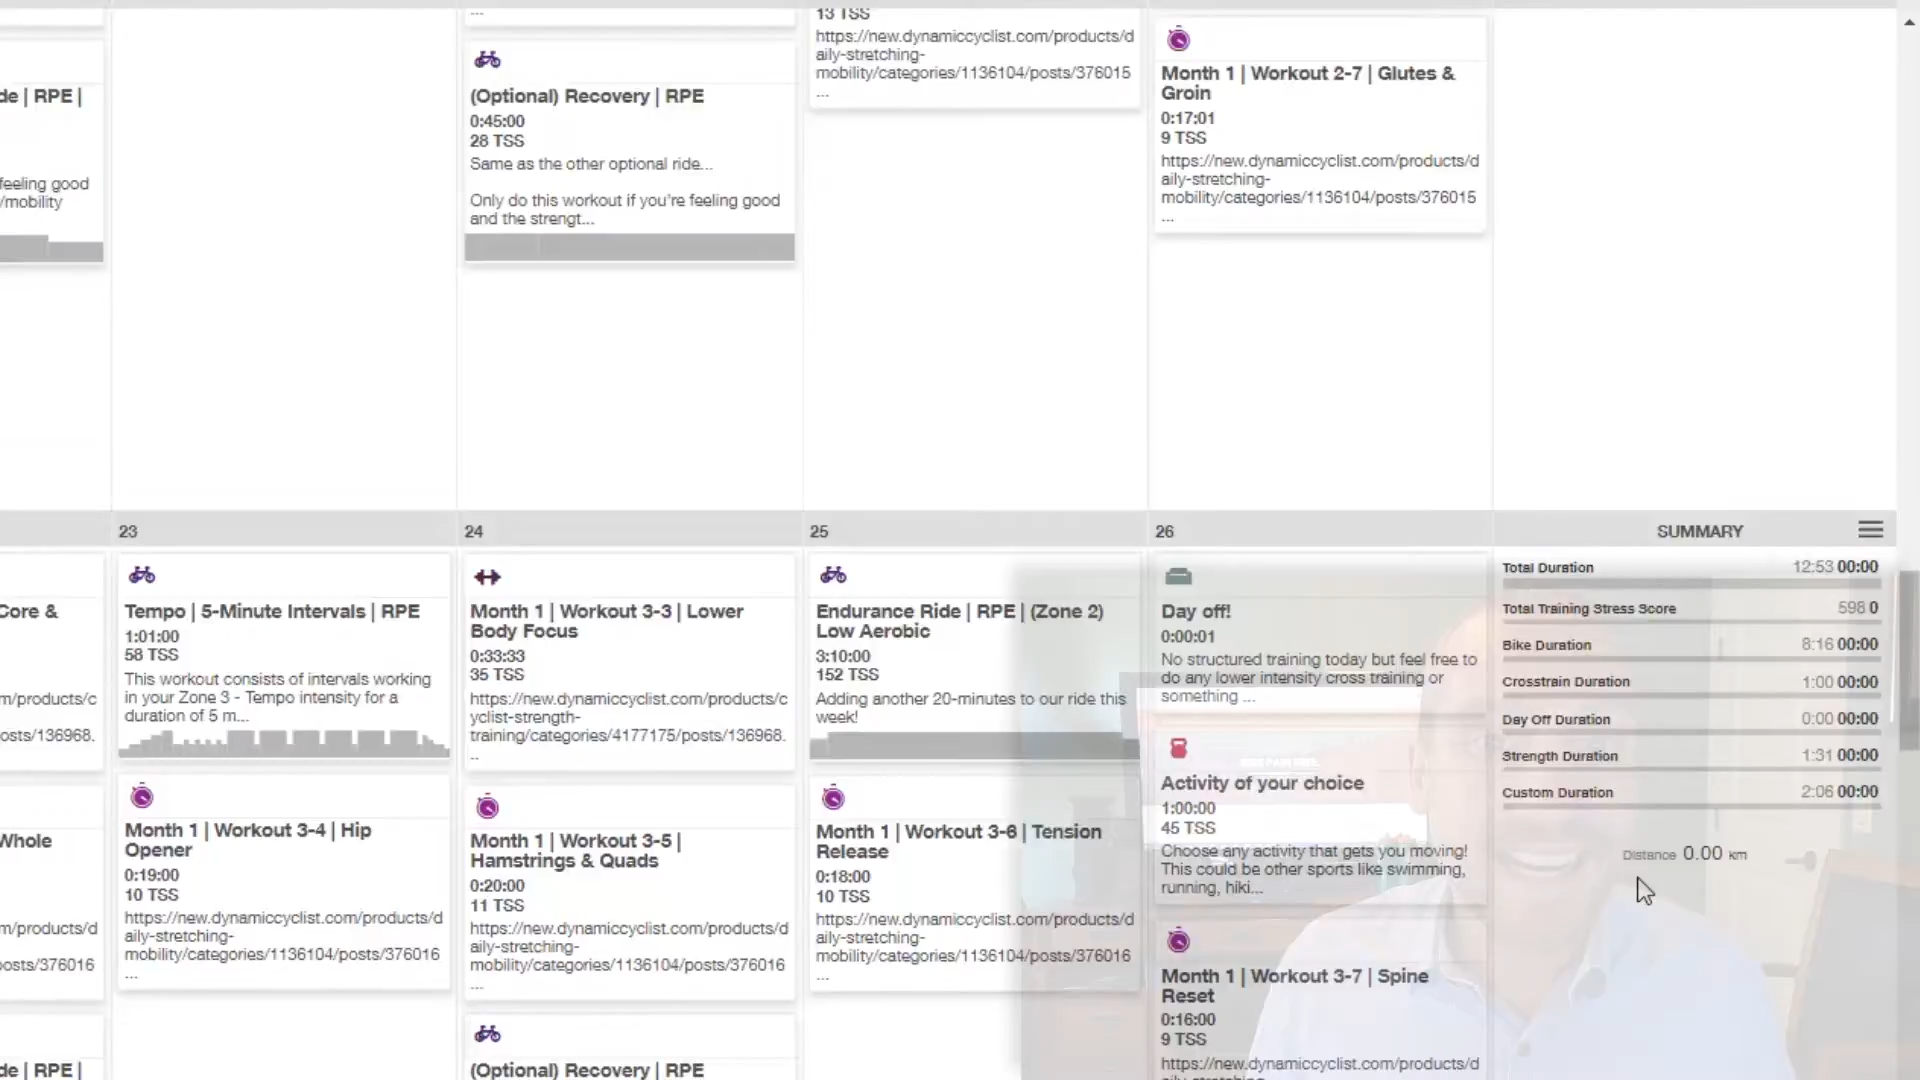 de | RPE |
feeling good
/mobility
...
(Optional) Recovery | RPE
0:45:00
28 TSS
Same as the other optional ride...
Only do this workout if you're feeling good
and the strengt...
13 TSS
https://new.dynamiccyclist.com/products/d
aily-stretching-
mobility/categories/1136104/posts/376015
...
Month 1 | Workout 2-7 | Glutes &
Groin
0:17:01
9 TSS
https://new.dynamiccyclist.com/products/d
aily-stretching-
mobility/categories/1136104/posts/376015
...
23
24
25
26
SUMMARY
Core &
m/products/c
osts/136968.
Whole
m/products/d
osts/376016
de | RPE |
Tempo | 5-Minute Intervals | RPE
1:01:00
58 TSS
This workout consists of intervals working
in your Zone 3 - Tempo intensity for a
duration of 5 m...
Month 1 | Workout 3-4 | Hip
Opener
0:19:00
10 TSS
https://new.dynamiccyclist.com/products/d
aily-stretching-
mobility/categories/1136104/posts/376016
...
Month 1 | Workout 3-3 | Lower
Body Focus
0:33:33
35 TSS
https://new.dynamiccyclist.com/products/c
yclist-strength-
training/categories/4177175/posts/136968.
..
Month 1 | Workout 3-5 |
Hamstrings & Quads
0:20:00
11 TSS
https://new.dynamiccyclist.com/products/d
aily-stretching-
mobility/categories/1136104/posts/376016
...
(Optional) Recovery | RPE
Endurance Ride | RPE | (Zone 2)
Low Aerobic
3:10:00
152 TSS
Adding another 20-minutes to our ride this
week!
Month 1 | Workout 3-6 | Tension
Release
0:18:00
10 TSS
https://new.dynamiccyclist.com/products/d
aily-stretching-
mobility/categories/1136104/posts/376016
...
Day off!
0:00:01
No structured training today but feel free to
do any lower intensity cross training or
something ...
Activity of your choice
1:00:00
45 TSS
Choose any activity that gets you moving!
This could be other sports like swimming,
running, hiki...
Month 1 | Workout 3-7 | Spine
Reset
0:16:00
9 TSS
https://new.dynamiccyclist.com/products/d
aily-stretching-
Total Duration 12:53 00:00
Total Training Stress Score 598 0
Bike Duration 8:16 00:00
Crosstrain Duration 1:00 00:00
Day Off Duration 0:00 00:00
Strength Duration 1:31 00:00
Custom Duration 2:06 00:00
Distance 0.00 km